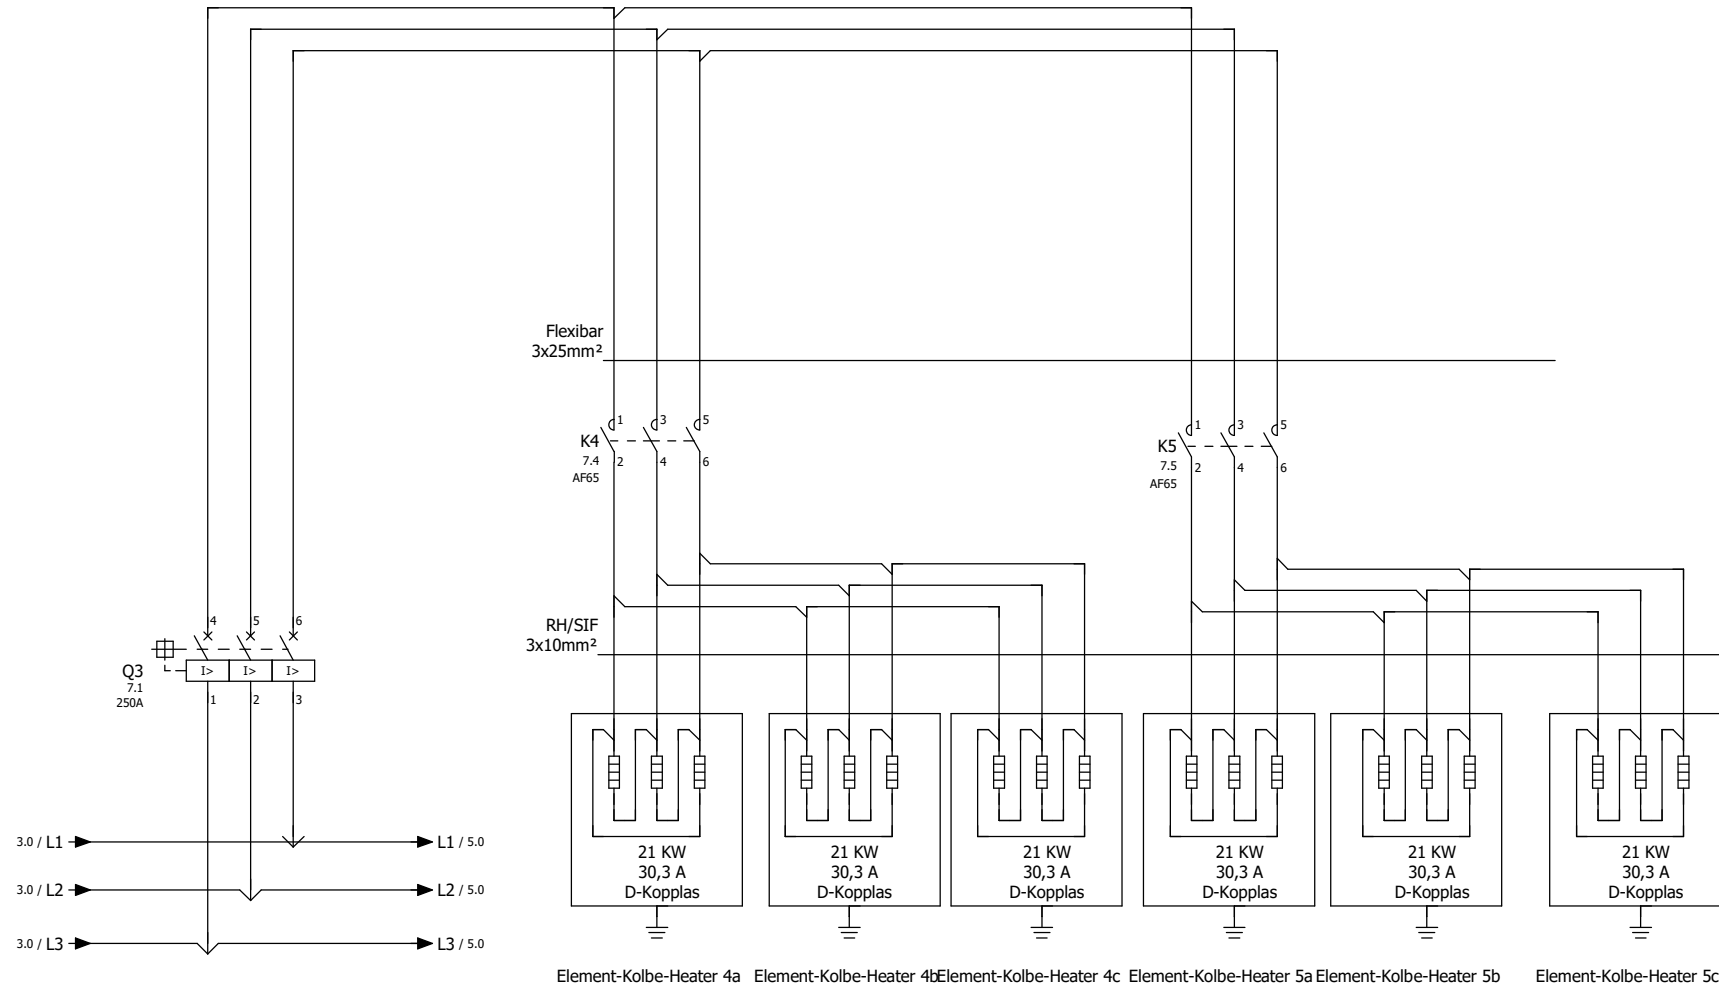 Flexibar
3x25mm²
1 3 5
K4
7.4
AF65
2 4 6
1 3 5
K5
7.5
AF65
2 4 6
RH/SIF
3x10mm²
4 5 6
Q3
7.1
250A
I> I> I>
1 2 3
3.0 / L1
L1 / 5.0
3.0 / L2
L2 / 5.0
3.0 / L3
L3 / 5.0
21 KW
30,3 A
D-Kopplas
21 KW
30,3 A
D-Kopplas
21 KW
30,3 A
D-Kopplas
21 KW
30,3 A
D-Kopplas
21 KW
30,3 A
D-Kopplas
21 KW
30,3 A
D-Kopplas
Element-Kolbe-Heater 4a
Element-Kolbe-Heater 4b
Element-Kolbe-Heater 4c
Element-Kolbe-Heater 5a
Element-Kolbe-Heater 5b
Element-Kolbe-Heater 5c